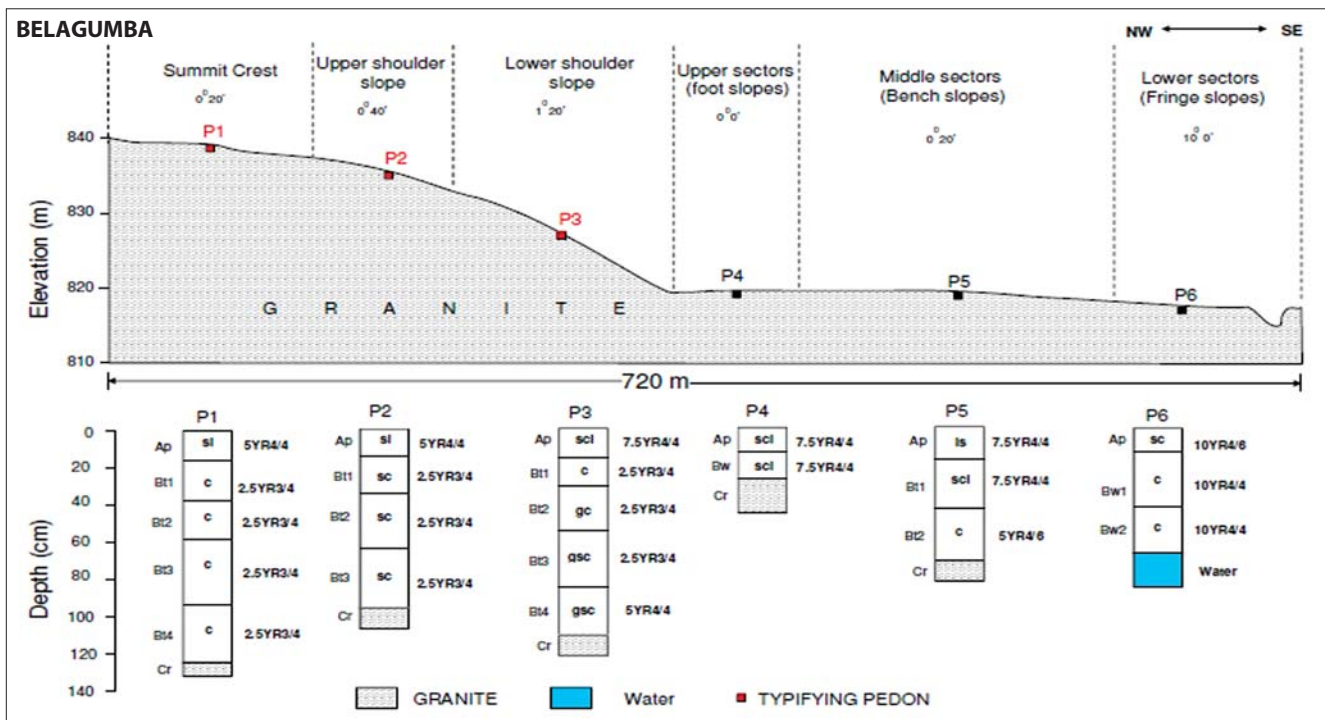 BELAGUMBA
NW SE
Summit Crest
0°20'
Upper shoulder
slope
0°40'
Lower shoulder
slope
1°20'
Upper sectors
(foot slopes)
0°0'
Middle sectors
(Bench slopes)
0°20'
Lower sectors
(Fringe slopes)
10°0'
Elevation (m)
840
830
820
810
P1
P2
P3
P4
P5
P6
GRANITE
720 m
Depth (cm)
0
20
40
60
80
100
120
140
P1
Ap sl 5YR4/4
Bt1 c 2.5YR3/4
Bt2 c 2.5YR3/4
Bt3 c 2.5YR3/4
Bt4 c 2.5YR3/4
Cr
P2
Ap sl 5YR4/4
Bt1 sc 2.5YR3/4
Bt2 sc 2.5YR3/4
Bt3 sc 2.5YR3/4
Cr
P3
Ap scl 7.5YR4/4
Bt1 c 2.5YR3/4
Bt2 gc 2.5YR3/4
Bt3 gsc 2.5YR3/4
Bt4 gsc 5YR4/4
Cr
P4
Ap scl 7.5YR4/4
Bw scl 7.5YR4/4
Cr
P5
Ap ls 7.5YR4/4
Bt1 scl 7.5YR4/4
Bt2 c 5YR4/6
Cr
P6
Ap sc 10YR4/6
Bw1 c 10YR4/4
Bw2 c 10YR4/4
Water
GRANITE
Water
TYPIFYING PEDON